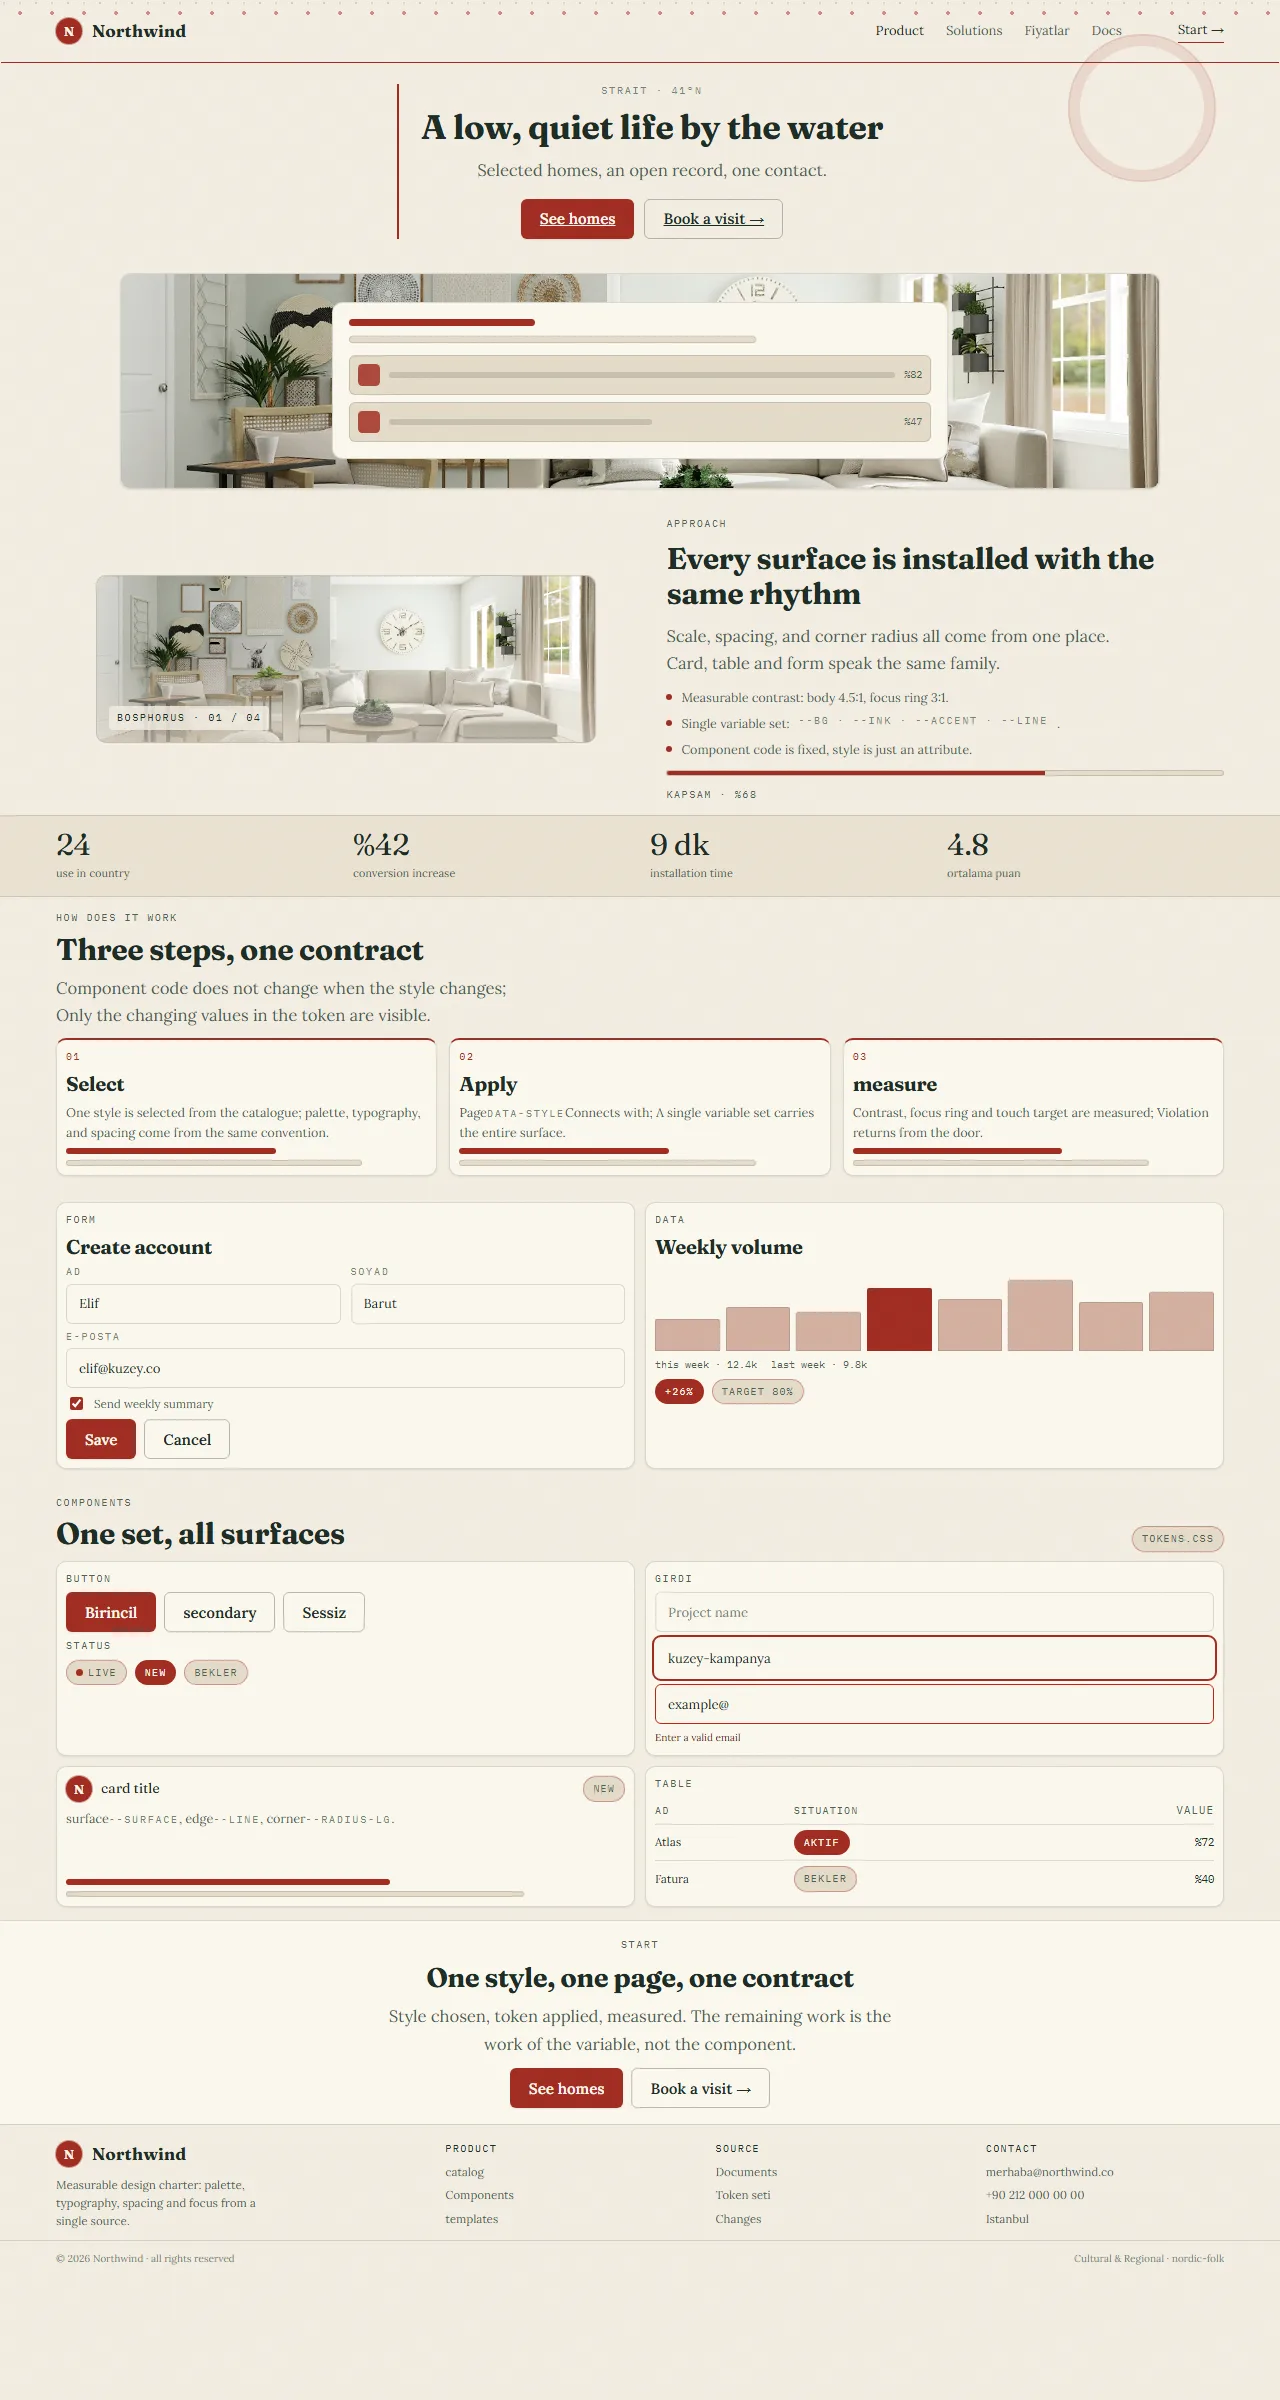 N Northwind
Product Solutions Fiyatlar Docs Start →
STRAIT · 41°N
A low, quiet life by the water
Selected homes, an open record, one contact.
See homes Book a visit →
%82
%47
APPROACH
Every surface is installed with the
same rhythm
Scale, spacing, and corner radius all come from one place.
Card, table and form speak the same family.
Measurable contrast: body 4.5:1, focus ring 3:1.
Single variable set: --BG · --INK · --ACCENT · --LINE .
Component code is fixed, style is just an attribute.
KAPSAM · %68
BOSPHORUS · 01 / 04
24 %42 9 dk 4.8
use in country conversion increase installation time ortalama puan
HOW DOES IT WORK
Three steps, one contract
Component code does not change when the style changes;
Only the changing values in the token are visible.
01
Select
One style is selected from the catalogue; palette, typography,
and spacing come from the same convention.
02
Apply
PageDATA-STYLEConnects with; A single variable set carries
the entire surface.
03
measure
Contrast, focus ring and touch target are measured; Violation
returns from the door.
FORM
Create account
AD SOYAD
Elif Barut
E-POSTA
elif@kuzey.co
Send weekly summary
Save Cancel
DATA
Weekly volume
this week · 12.4k last week · 9.8k
+26% TARGET 80%
COMPONENTS
One set, all surfaces
TOKENS.CSS
BUTTON
Birincil secondary Sessiz
STATUS
LIVE NEW BEKLER
GIRDI
Project name
kuzey-kampanya
example@
Enter a valid email
N card title NEW
surface--SURFACE, edge--LINE, corner--RADIUS-LG.
TABLE
AD SITUATION VALUE
Atlas AKTIF %72
Fatura BEKLER %40
START
One style, one page, one contract
Style chosen, token applied, measured. The remaining work is the
work of the variable, not the component.
See homes Book a visit →
N Northwind
Measurable design charter: palette,
typography, spacing and focus from a
single source.
PRODUCT
catalog
Components
templates
SOURCE
Documents
Token seti
Changes
CONTACT
merhaba@northwind.co
+90 212 000 00 00
Istanbul
© 2026 Northwind · all rights reserved
Cultural & Regional · nordic-folk